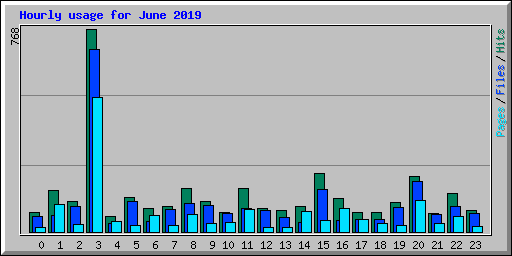 Hourly usage for June 2019
768
Pages/Files/Hits
0 1 2 3 4 5 6 7 8 9 10 11 12 13 14 15 16 17 18 19 20 21 22 23